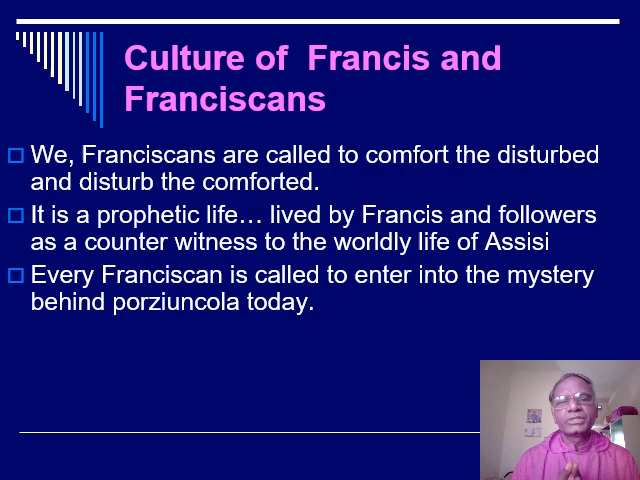 Culture of Francis and
Franciscans
We, Franciscans are called to comfort the disturbed
and disturb the comforted.
It is a prophetic life… lived by Francis and followers
as a counter witness to the worldly life of Assisi
Every Franciscan is called to enter into the mystery
behind porziuncola today.